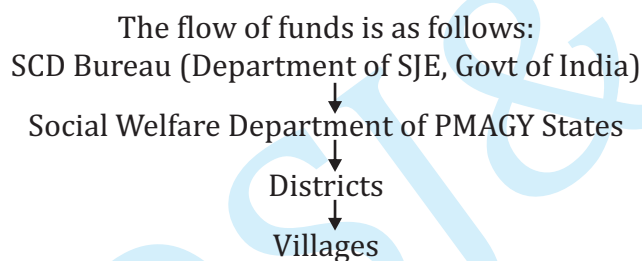 The flow of funds is as follows:
SCD Bureau (Department of SJE, Govt of India)
Social Welfare Department of PMAGY States
Districts
Villages